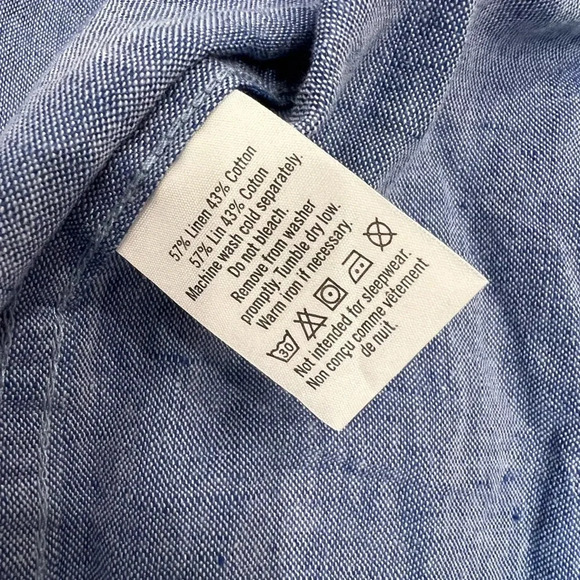 57% Linen 43% Cotton
57% Lin 43% Coton
Machine wash cold separately.
Do not bleach.
Remove from washer
promptly. Tumble dry low.
Warm iron if necessary.
30
Not intended for sleepwear.
Non conçu comme vêtement
de nuit.